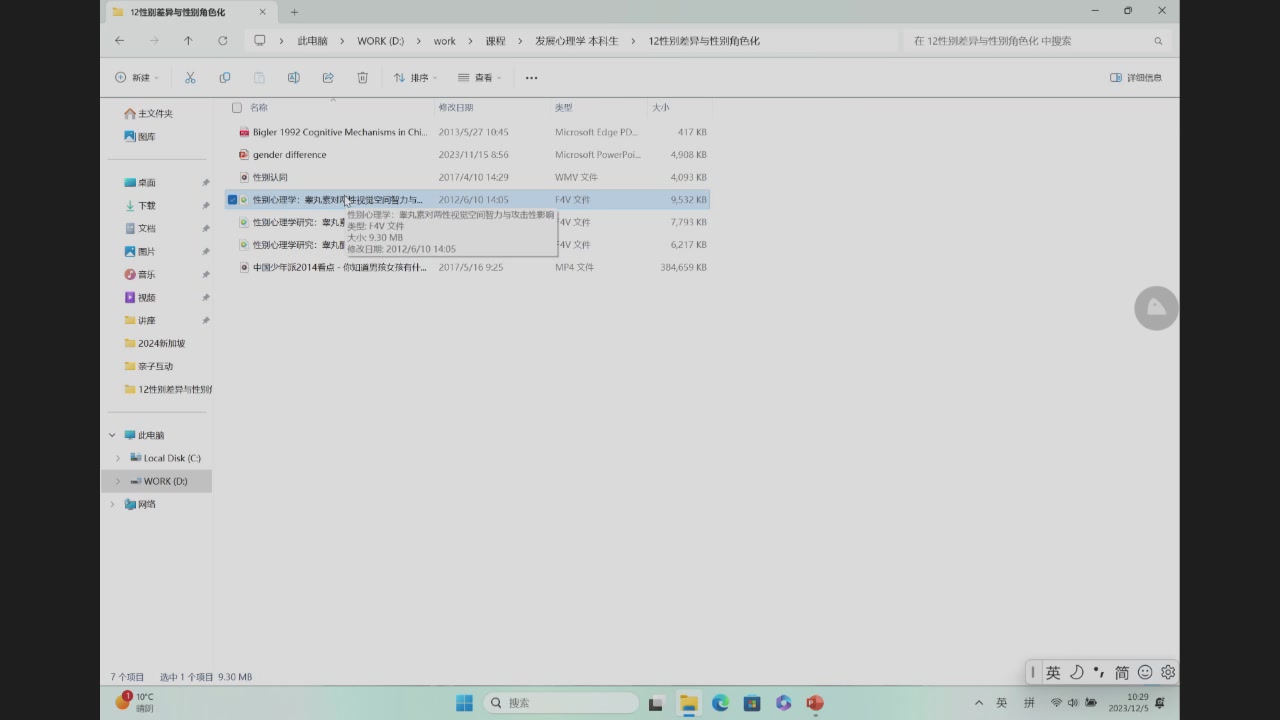 12性别差异与性别角色化
此电脑 > WORK (D:) > work > 课程 > 发展心理学 本科生 > 12性别差异与性别角色化
在 12性别差异与性别角色化 中搜索
新建
排序
查看
详细信息
主文件夹
图库
桌面
下载
文档
图片
音乐
视频
讲座
2024新加坡
亲子互动
12性别差异与性别
此电脑
Local Disk (C:)
WORK (D:)
网络
名称 修改日期 类型 大小
Bigler 1992 Cognitive Mechanisms in Chi... 2013/5/27 10:45 Microsoft Edge PD... 417 KB
gender difference 2023/11/15 8:56 Microsoft PowerPoi... 4,908 KB
性别认同 2017/4/10 14:29 WMV 文件 4,093 KB
性别心理学：睾丸素对两性视觉空间智力与... 2012/6/10 14:05 F4V 文件 9,532 KB
性别心理学研究：睾丸 F4V 文件 7,793 KB
性别心理学研究：睾丸 F4V 文件 6,217 KB
中国少年派2014看点 - 你知道男孩女孩有什... 2017/5/16 9:25 MP4 文件 384,659 KB
性别心理学：睾丸素对两性视觉空间智力与攻击性影响
类型: F4V 文件
大小: 9.30 MB
修改日期: 2012/6/10 14:05
7 个项目 选中 1 个项目 9.30 MB
英 简
1
10°C
晴朗
搜索
英 拼
10:29
2023/12/5